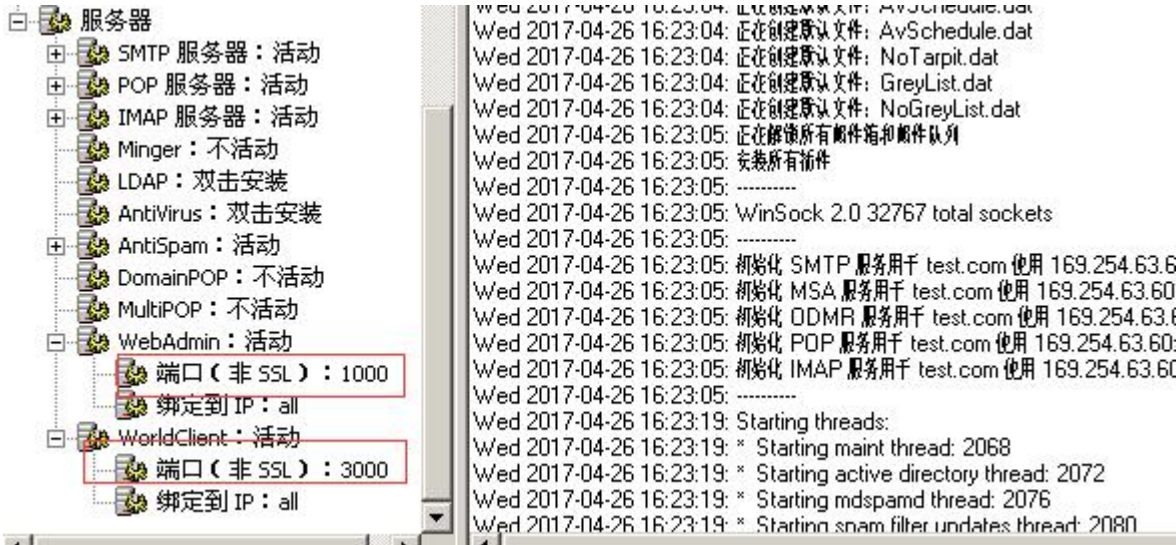 服务器
SMTP 服务器：活动
POP 服务器：活动
IMAP 服务器：活动
Minger：不活动
LDAP：双击安装
AntiVirus：双击安装
AntiSpam：活动
DomainPOP：不活动
MultiPOP：不活动
WebAdmin：活动
端口（非 SSL）：1000
绑定到 IP：all
WorldClient：活动
端口（非 SSL）：3000
绑定到 IP：all
Wed 2017-04-26 16:23:04: 正在创建默认文件: AvSchedule.dat
Wed 2017-04-26 16:23:04: 正在创建默认文件: AvSchedule.dat
Wed 2017-04-26 16:23:04: 正在创建默认文件: NoTarpit.dat
Wed 2017-04-26 16:23:04: 正在创建默认文件: GreyList.dat
Wed 2017-04-26 16:23:04: 正在创建默认文件: NoGreyList.dat
Wed 2017-04-26 16:23:05: 正在解锁所有邮件箱和邮件队列
Wed 2017-04-26 16:23:05: 安装所有插件
Wed 2017-04-26 16:23:05: ----------
Wed 2017-04-26 16:23:05: WinSock 2.0 32767 total sockets
Wed 2017-04-26 16:23:05: ----------
Wed 2017-04-26 16:23:05: 初始化 SMTP 服务用于 test.com 使用 169.254.63.6
Wed 2017-04-26 16:23:05: 初始化 MSA 服务用于 test.com 使用 169.254.63.60
Wed 2017-04-26 16:23:05: 初始化 ODMR 服务用于 test.com 使用 169.254.63.6
Wed 2017-04-26 16:23:05: 初始化 POP 服务用于 test.com 使用 169.254.63.60:
Wed 2017-04-26 16:23:05: 初始化 IMAP 服务用于 test.com 使用 169.254.63.60
Wed 2017-04-26 16:23:05: ----------
Wed 2017-04-26 16:23:19: Starting threads:
Wed 2017-04-26 16:23:19: * Starting maint thread: 2068
Wed 2017-04-26 16:23:19: * Starting active directory thread: 2072
Wed 2017-04-26 16:23:19: * Starting mdspamd thread: 2076
Wed 2017-04-26 16:23:19: * Starting spam filter updates thread: 2080